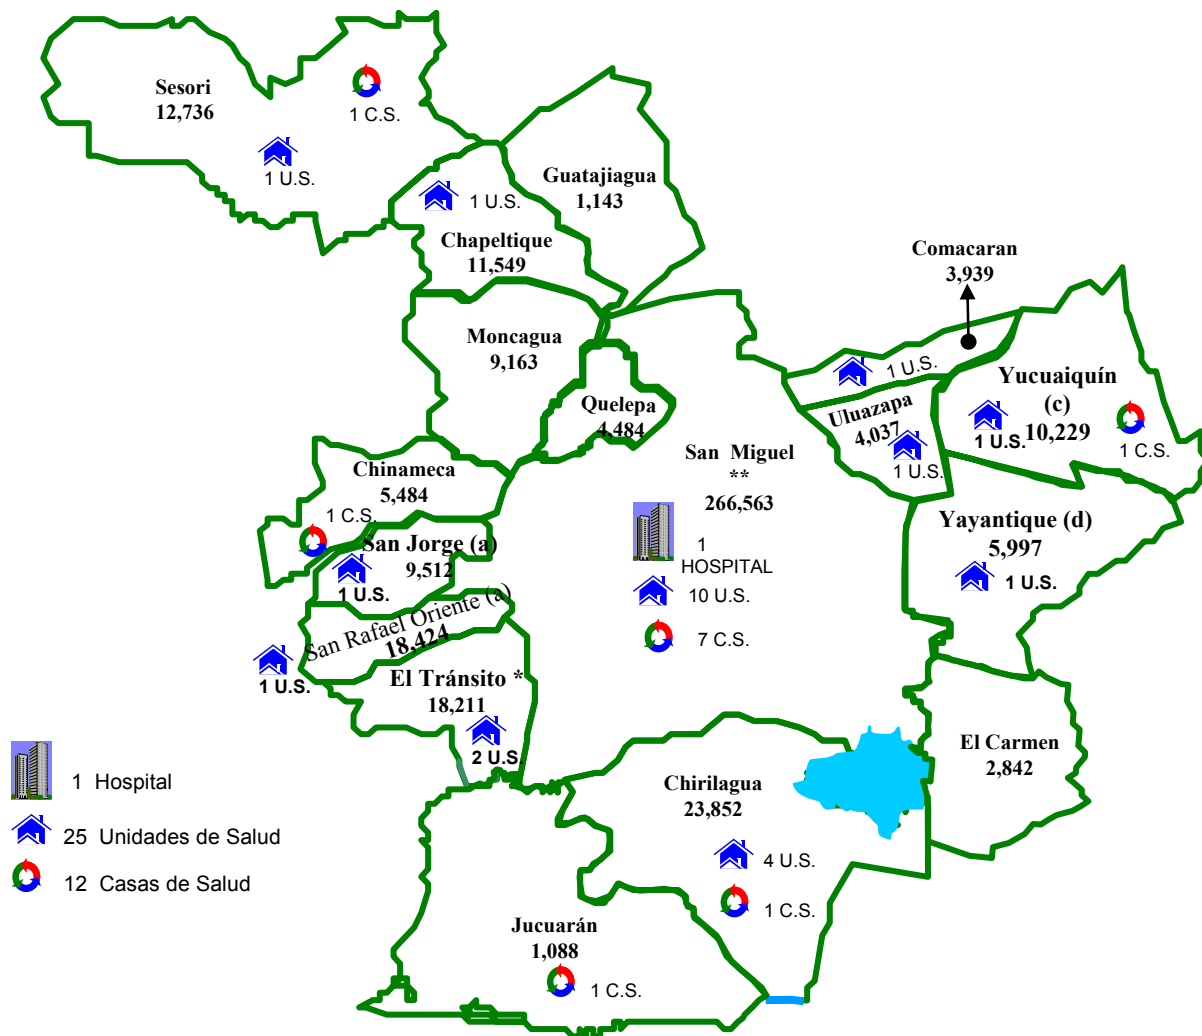 Sesori
12,736
1 C.S.
1 U.S.
Guatajiagua
1,143
1 U.S.
Chapeltique
11,549
Comacaran
3,939
Moncagua
9,163
1 U.S.
Yucuaiquín
(c)
10,229
1 U.S.
1 C.S.
Quelepa
4,484
Uluazapa
4,037
1 U.S.
San Miguel
**
266,563
1
HOSPITAL
10 U.S.
7 C.S.
Chinameca
5,484
1 C.S.
Yayantique (d)
5,997
1 U.S.
San Jorge (a)
9,512
1 U.S.
San Rafael Oriente (a)
18,424
1 U.S.
El Tránsito *
18,211
2 U.S.
El Carmen
2,842
Chirilagua
23,852
4 U.S.
1 C.S.
1 Hospital
25 Unidades de Salud
12 Casas de Salud
Jucuarán
1,088
1 C.S.